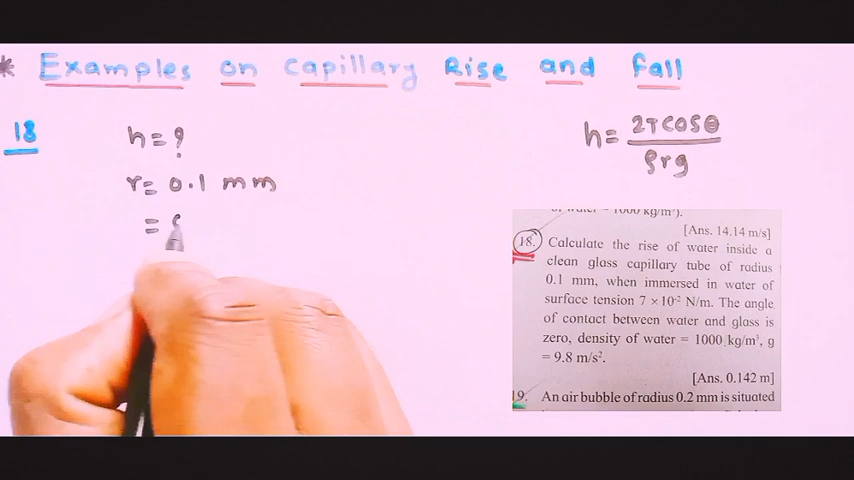 * Examples on capillary Rise and Fall
18
h = ?
r = 0.1 mm
=
h = 2T cos θ / ρrg
[Ans. 14.14 m/s]
18. Calculate the rise of water inside a
clean glass capillary tube of radius
0.1 mm, when immersed in water of
surface tension 7 × 10⁻² N/m. The angle
of contact between water and glass is
zero, density of water = 1000 kg/m³, g
= 9.8 m/s².
[Ans. 0.142 m]
19. An air bubble of radius 0.2 mm is situated